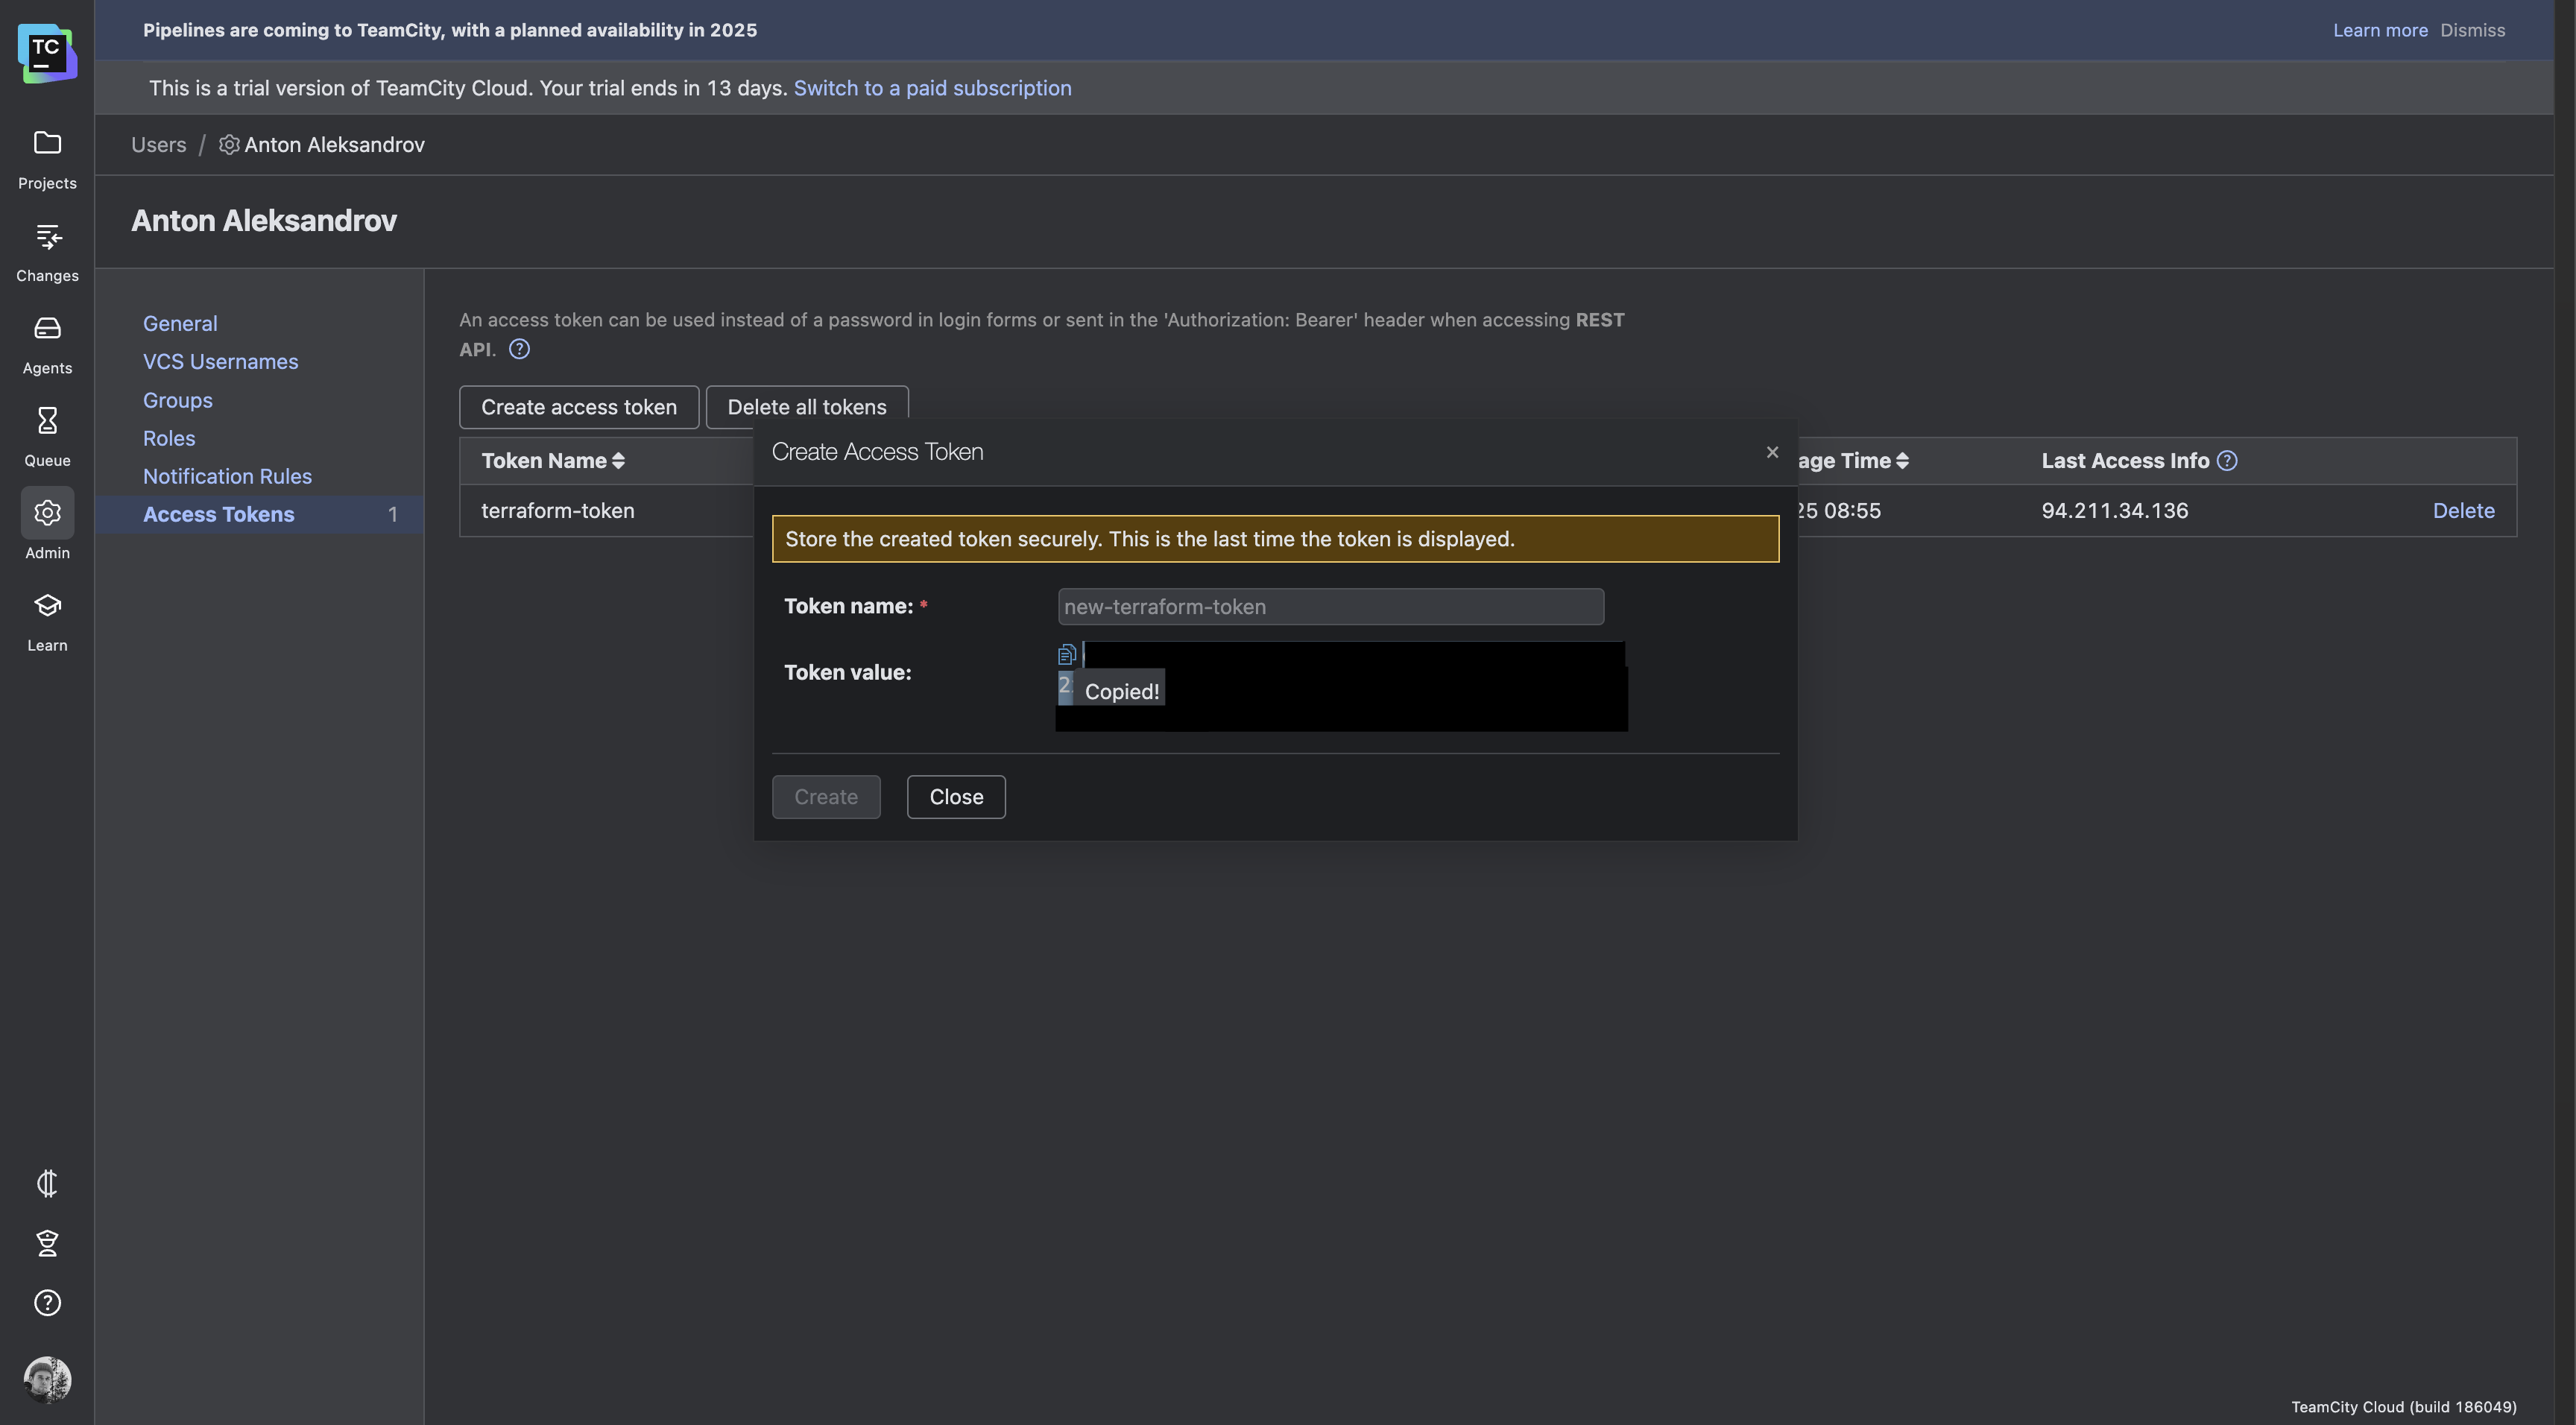 TC
Pipelines are coming to TeamCity, with a planned availability in 2025
Learn more Dismiss
This is a trial version of TeamCity Cloud. Your trial ends in 13 days. Switch to a paid subscription
Projects
Changes
Agents
Queue
Admin
Learn
Users / Anton Aleksandrov
Anton Aleksandrov
General
VCS Usernames
Groups
Roles
Notification Rules
Access Tokens 1
An access token can be used instead of a password in login forms or sent in the 'Authorization: Bearer' header when accessing REST
API. ?
Create access token Delete all tokens
Token Name age Time Last Access Info ?
terraform-token 25 08:55 94.211.34.136 Delete
Create Access Token ×
Store the created token securely. This is the last time the token is displayed.
Token name: *
new-terraform-token
Token value:
2
Copied!
Create Close
?
TeamCity Cloud (build 186049)